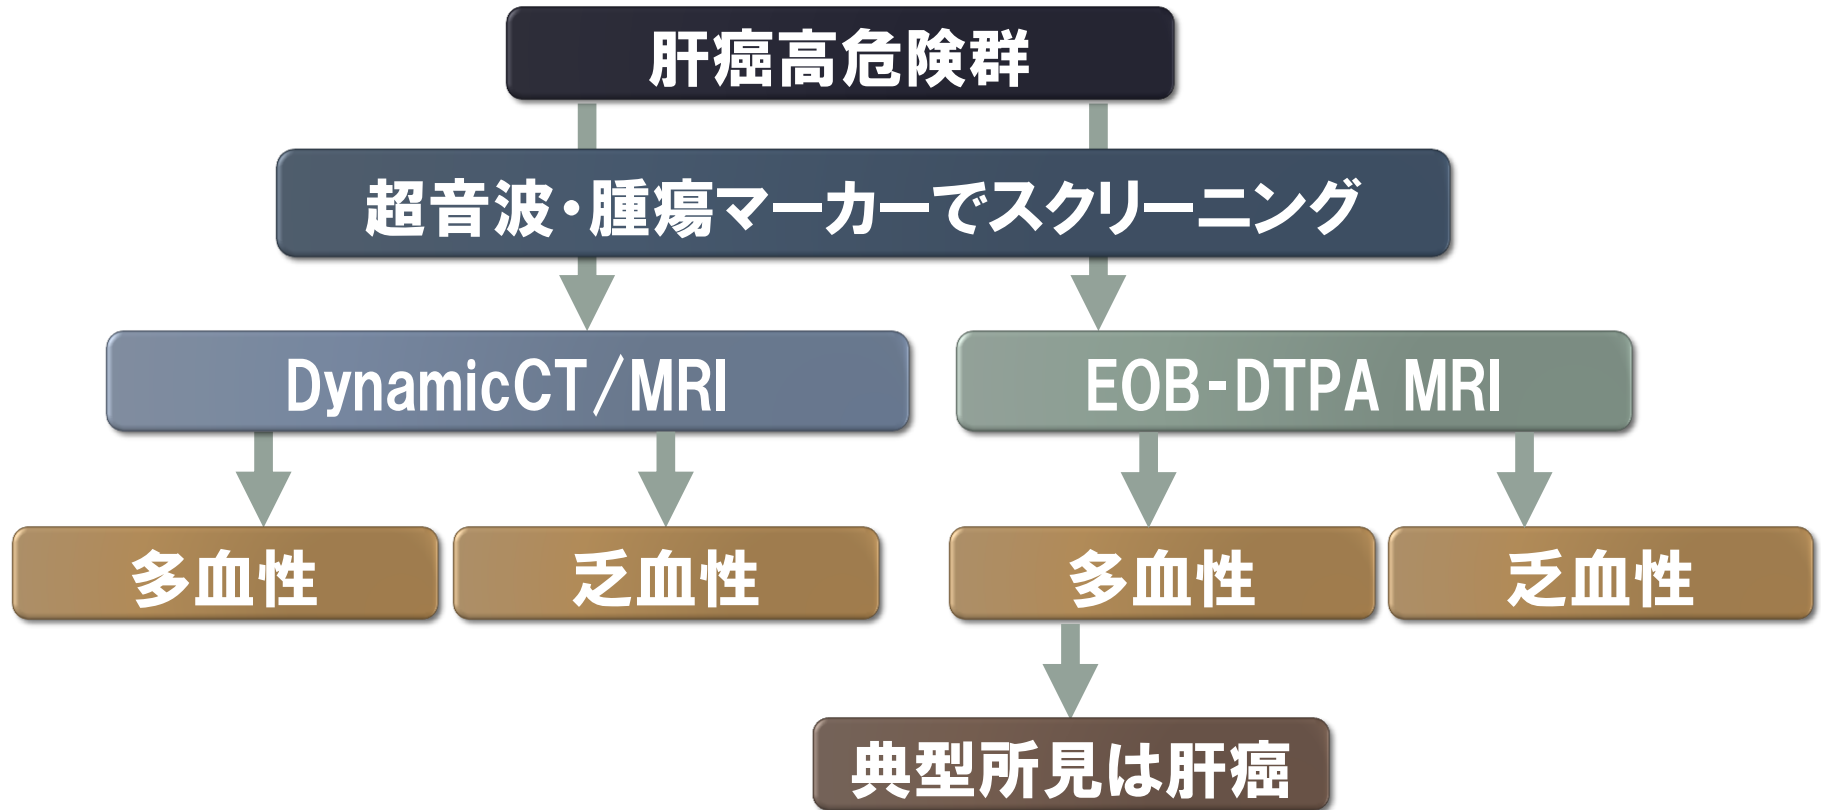 肝癌高危険群
超音波・腫瘍マーカーでスクリーニング
DynamicCT/MRI
EOB-DTPA MRI
多血性
乏血性
多血性
乏血性
典型所見は肝癌